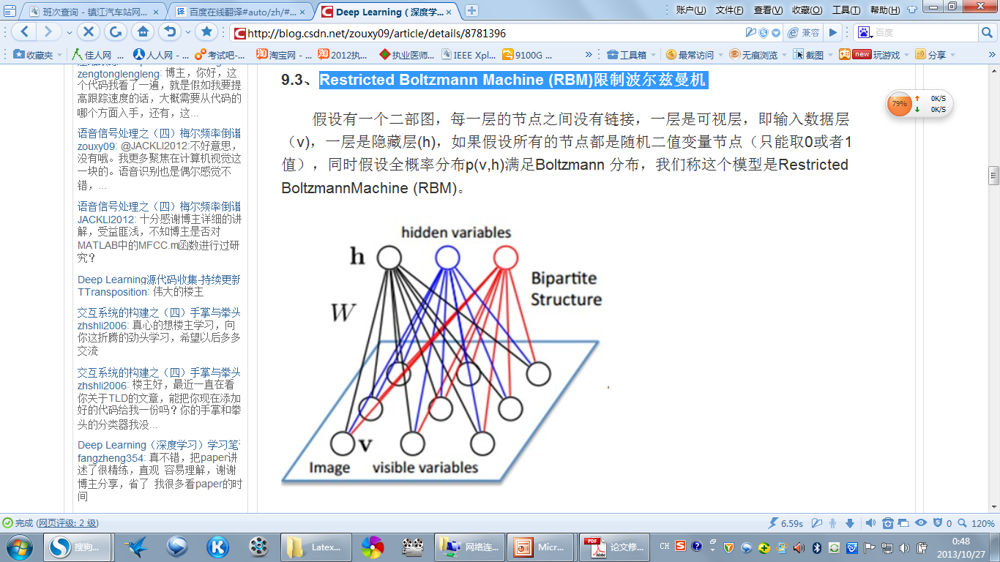 班次查询 - 镇江汽车站网...
百度在线翻译#auto/zh/#...
Deep Learning（深度学...
账户(U) 文件(F) 查看(V) 收藏(O) 工具(T) 帮助(H)
http://blog.csdn.net/zouxy09/article/details/8781396
兼容
百度
收藏夹
佳人网 ...
人人网 - ...
考试吧-...
淘宝网 - ...
2012执...
执业医师...
IEEE Xpl...
9100G ...
»
工具箱
最常访问
无痕浏览
截图
new 玩游戏
分享
»
zengtonglengleng: 博主，你好，这
个代码我看了一遍，就是假如我要提
高跟踪速度的话，大概需要从代码的
哪个方面入手，还有，这...
语音信号处理之（四）梅尔频率倒谱
zouxy09: @JACKLI2012:不好意思，
没有哦。我更多聚焦在计算机视觉这
一块的。语音识别也是偶尔感觉不
错，...
语音信号处理之（四）梅尔频率倒谱
JACKLI2012: 十分感谢博主详细的讲
解，受益匪浅，不知博主是否对
MATLAB中的MFCC.m函数进行过研
究？
Deep Learning源代码收集-持续更新
TTransposition: 伟大的楼主
交互系统的构建之（四）手掌与拳头
zhshli2006: 真心的想楼主学习，向
你这折腾的劲头学习，希望以后多多
交流
交互系统的构建之（四）手掌与拳头
zhshli2006: 楼主好，最近一直在看
你关于TLD的文章，能把你现在添加
好的代码给我一份吗？你的手掌和拳
头的分类器我没...
Deep Learning（深度学习）学习笔
fangzheng354: 真不错，把paper讲
述了很精练，直观 容易理解，谢谢
博主分享，省了 我很多看paper的时
间
9.3、Restricted Boltzmann Machine (RBM)限制波尔兹曼机
假设有一个二部图，每一层的节点之间没有链接，一层是可视层，即输入数据层
（v)，一层是隐藏层(h)，如果假设所有的节点都是随机二值变量节点（只能取0或者1
值），同时假设全概率分布p(v,h)满足Boltzmann 分布，我们称这个模型是Restricted
BoltzmannMachine (RBM)。
hidden variables
h
Bipartite
Structure
W
v
Image visible variables
79%
0K/S
0K/S
完成 (网页评级: 2 级)
6.59s
0
120%
搜狗...
Latex...
网络连...
Micr...
论文修...
CH
0:48
2013/10/27